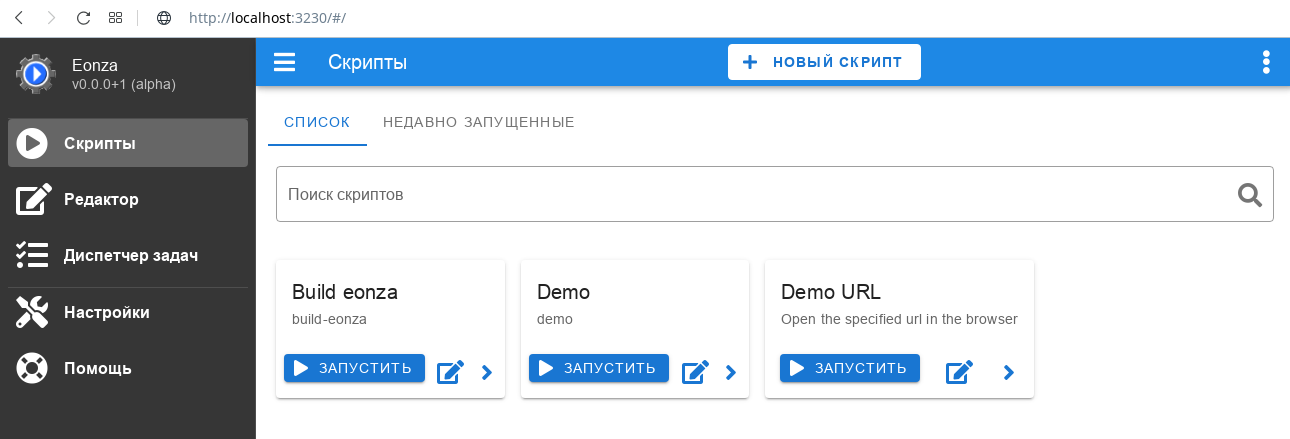 http://localhost:3230/#/
Eonza
v0.0.0+1 (alpha)
Скрипты
Редактор
Диспетчер задач
Настройки
Помощь
Скрипты
НОВЫЙ СКРИПТ
СПИСОК
НЕДАВНО ЗАПУЩЕННЫЕ
Поиск скриптов
Build eonza
build-eonza
ЗАПУСТИТЬ
Demo
demo
ЗАПУСТИТЬ
Demo URL
Open the specified url in the browser
ЗАПУСТИТЬ